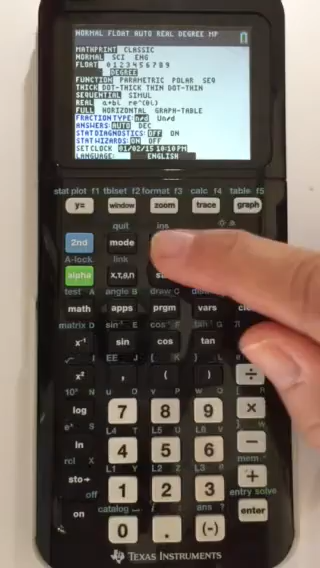 NORMAL FLOAT AUTO REAL DEGREE MP
MATHPRINT CLASSIC
NORMAL SCI ENG
FLOAT 0 1 2 3 4 5 6 7 8 9
DEGREE
FUNCTION PARAMETRIC POLAR SEQ
THICK DOT-THICK THIN DOT-THIN
SEQUENTIAL SIMUL
REAL a+bi re^(θi)
FULL HORIZONTAL GRAPH-TABLE
FRACTION TYPE: n/d Un/d
ANSWERS: AUTO DEC
STAT DIAGNOSTICS: OFF ON
STAT WIZARDS: ON OFF
SET CLOCK 01/02/15 10:10PM
LANGUAGE: ENGLISH
stat plot f1 tblset f2 format f3 calc f4 table f5
y= window zoom trace graph
quit ins
2nd mode
A-lock link
alpha X,T,θ,n
test A angle B draw C
math apps prgm vars
matrix D sin⁻¹ E cos⁻¹ F tan⁻¹ G
x⁻¹ sin cos tan
√ I EE J { K } L
x² , ( ) ÷
10ˣ N u O v P w Q
log 7 8 9 ×
eˣ S L4 T L5 U L6 V
ln 4 5 6 −
rcl X L1 Y L2 Z L3 θ mem
sto→ 1 2 3 +
off catalog i ans ? entry solve
on 0 . (-) enter
TEXAS INSTRUMENTS